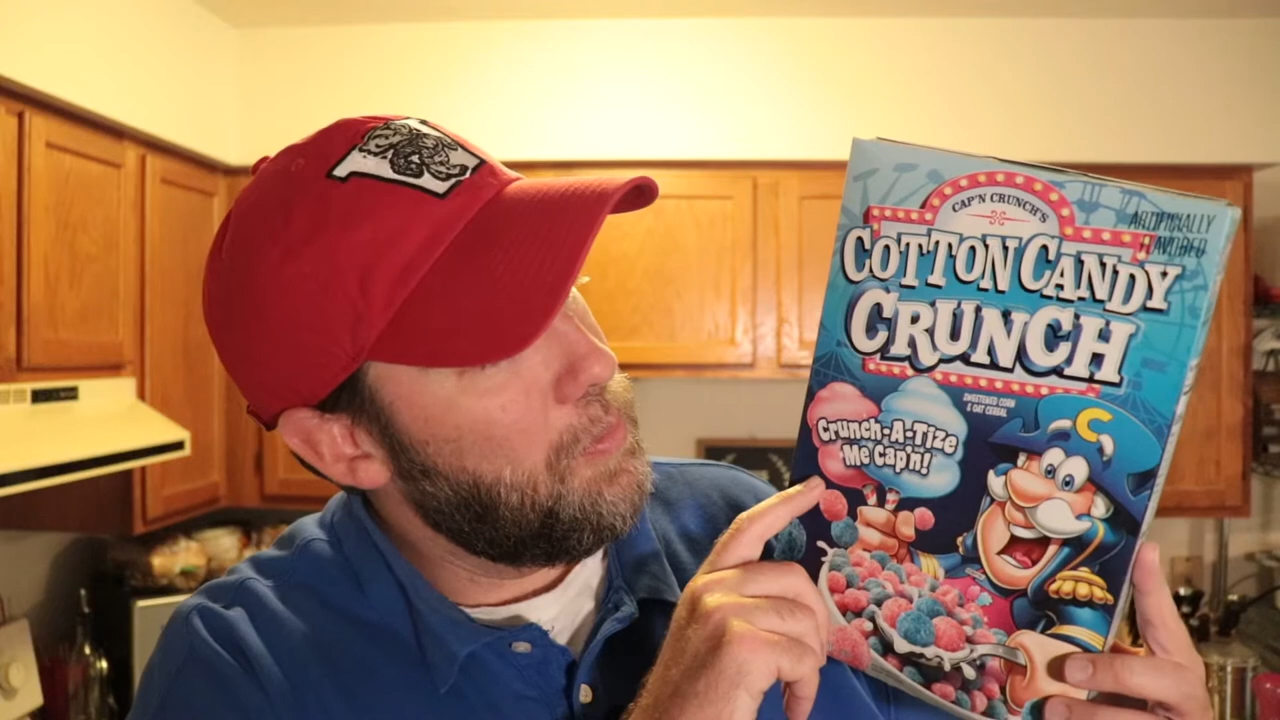 CAP'N CRUNCH'S
ARTIFICIALLY
FLAVORED
COTTON CANDY
CRUNCH
SWEETENED CORN
& OAT CEREAL
Crunch-A-Tize
Me Cap'n!
C